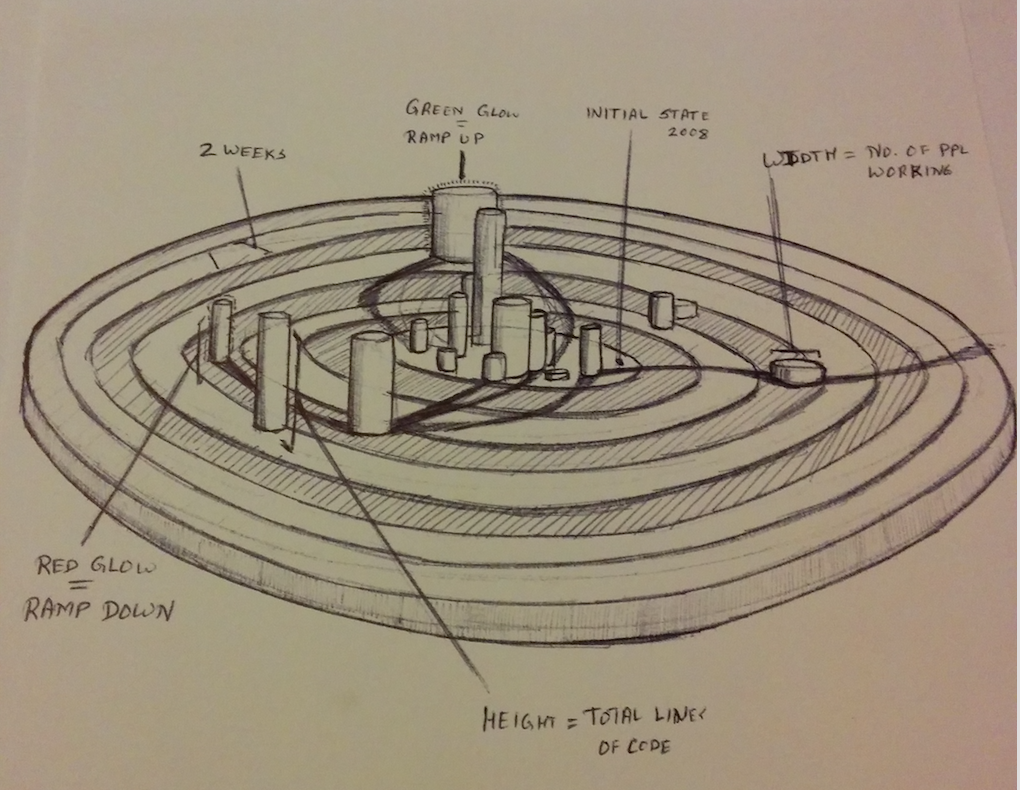 GREEN GLOW
=
RAMP UP
INITIAL STATE
2008
2 WEEKS
WIDTH = NO. OF PPL
WORKING
RED GLOW
=
RAMP DOWN
HEIGHT = TOTAL LINES
OF CODE